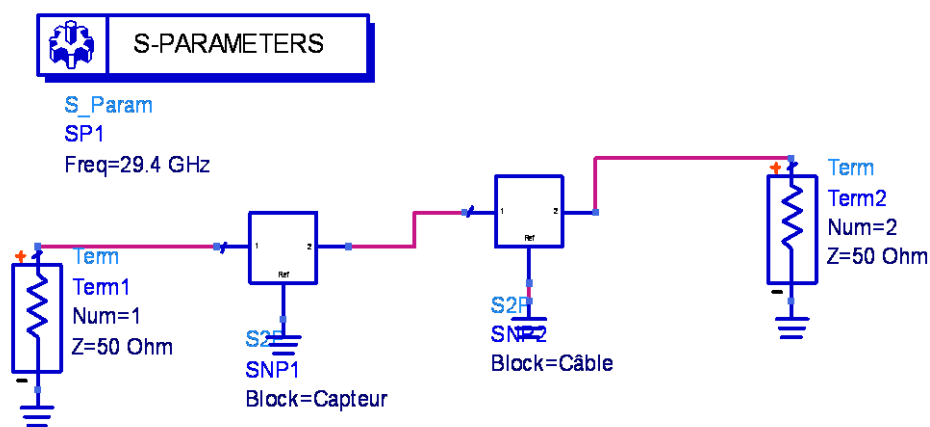 S-PARAMETERS
S_Param
SP1
Freq=29.4 GHz
+
Term
Term1
Num=1
Z=50 Ohm
-
1
2
Ref
S2P
SNP1
Block=Capteur
1
2
Ref
S2P
SNP2
Block=Câble
+
Term
Term2
Num=2
Z=50 Ohm
-